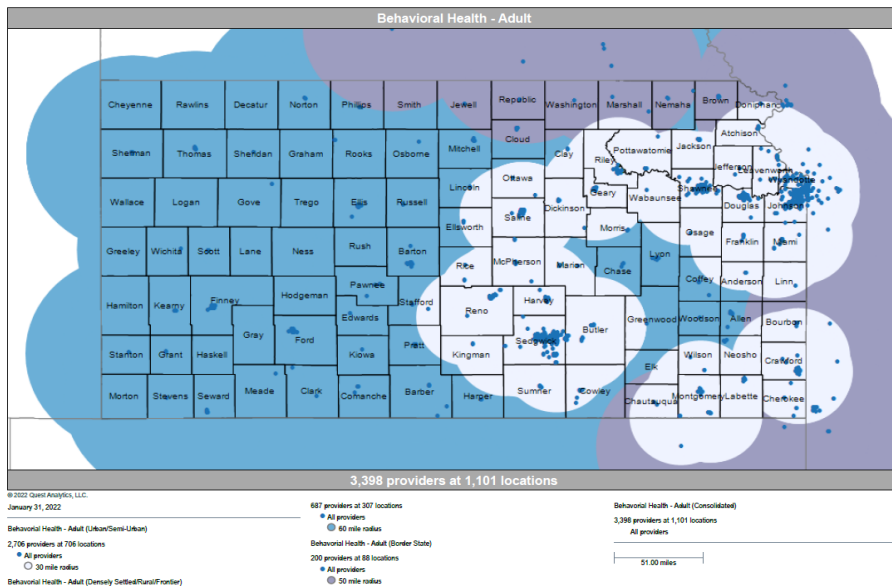 Behavioral Health - Adult
Cheyenne Rawlins Decatur Norton Phillips Smith Jewell Republic Washington Marshall Nemaha Brown Doniphan
Sherman Thomas Sheridan Graham Rooks Osborne Mitchell Cloud Clay Riley Pottawatomie Jackson Atchison
Jefferson Leavenworth Wyandotte
Wallace Logan Gove Trego Ellis Russell Lincoln Ottawa Saline Dickinson Geary Wabaunsee Shawnee Douglas Johnson
Ellsworth Morris Osage
Greeley Wichita Scott Lane Ness Rush Barton Rice McPherson Marion Chase Lyon Franklin Miami
Hamilton Kearny Finney Hodgeman Pawnee Stafford Reno Harvey Coffey Anderson Linn
Gray Ford Edwards Sedgwick Butler Greenwood Woodson Allen Bourbon
Stanton Grant Haskell Kiowa Pratt Kingman Elk Wilson Neosho Crawford
Morton Stevens Seward Meade Clark Comanche Barber Harper Sumner Cowley Chautauqua Montgomery Labette Cherokee
3,398 providers at 1,101 locations
© 2022 Quest Analytics, LLC.
January 31, 2022
Behavorial Health - Adult (Urban/Semi-Urban)
2,706 providers at 706 locations
All providers
30 mile radius
Behavorial Health - Adult (Densely Settled/Rural/Frontier)
687 providers at 307 locations
All providers
60 mile radius
Behavorial Health - Adult (Border State)
200 providers at 88 locations
All providers
50 mile radius
Behavorial Health - Adult (Consolidated)
3,398 providers at 1,101 locations
All providers
51.00 miles